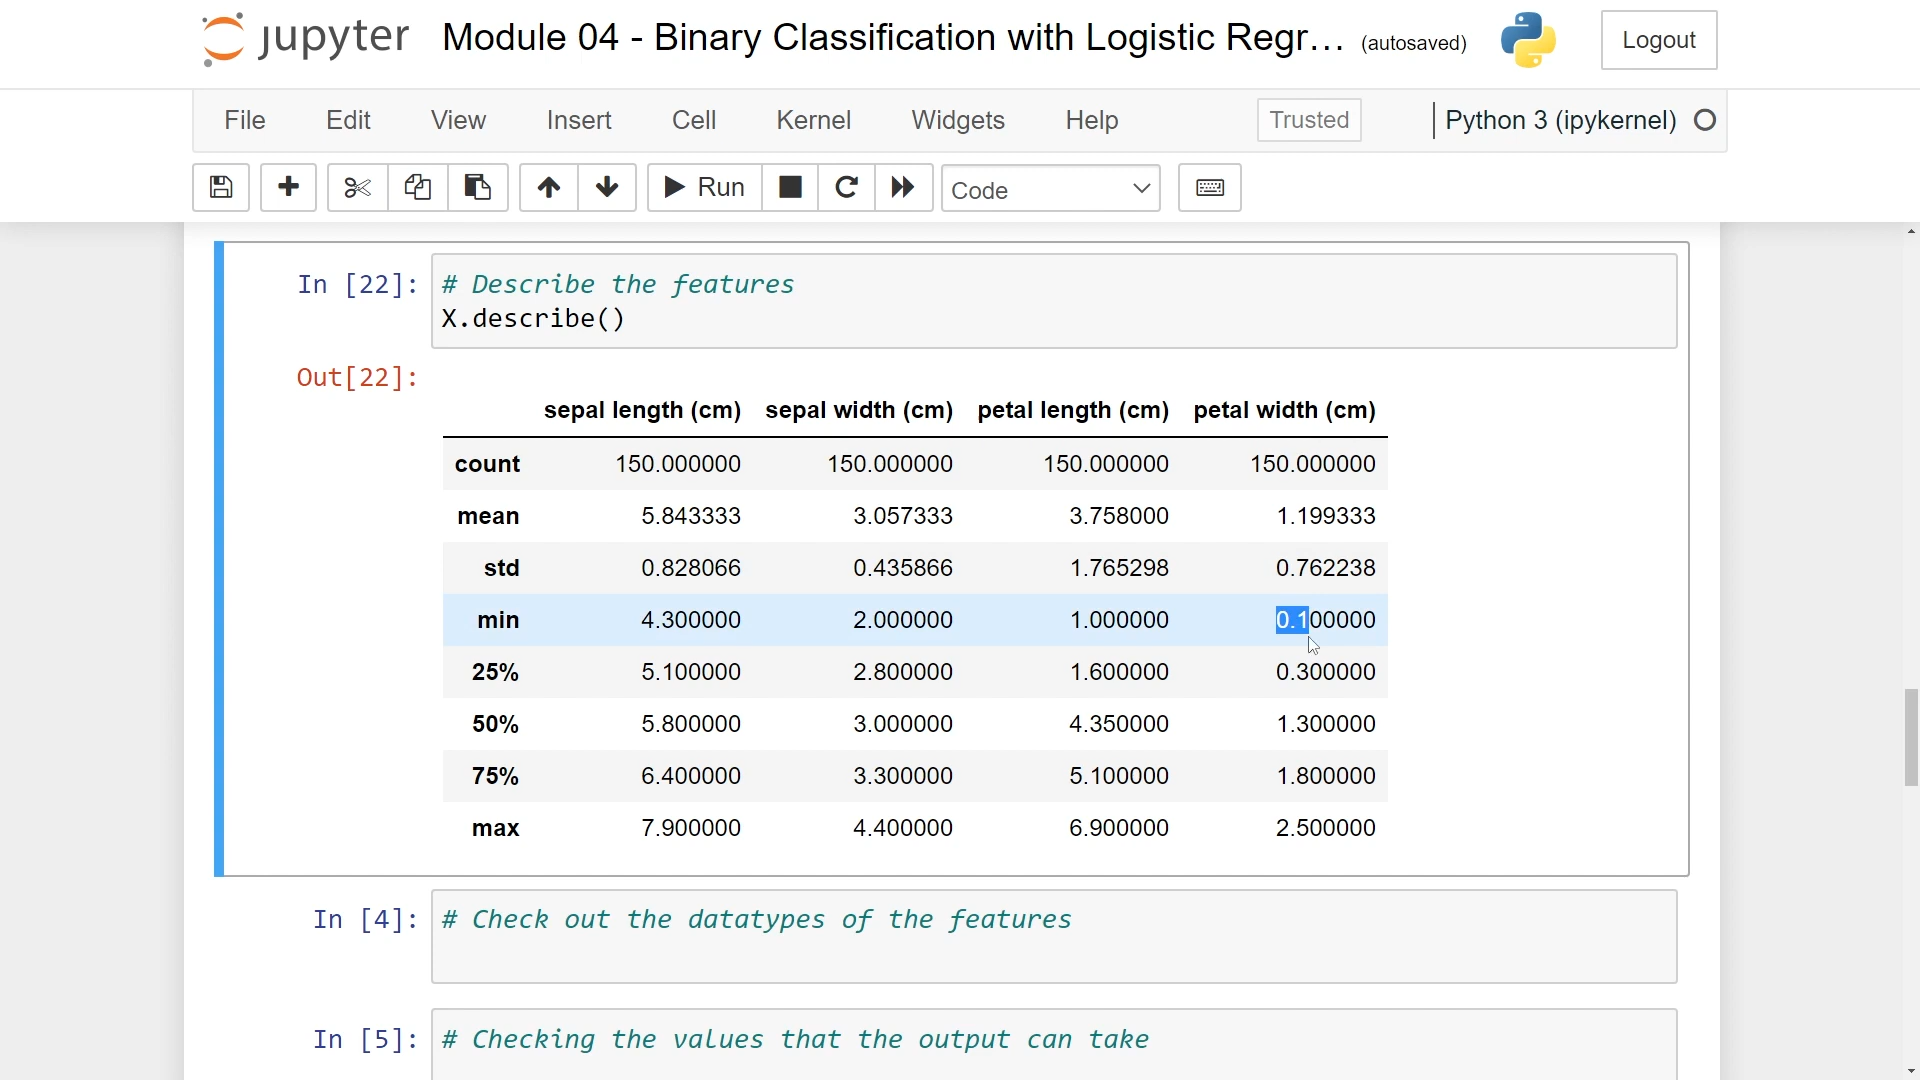 jupyter Module 04 - Binary Classification with Logistic Regr... (autosaved) Logout
File Edit View Insert Cell Kernel Widgets Help Trusted Python 3 (ipykernel)
Run Code
In [22]: # Describe the features
X.describe()
Out[22]:
sepal length (cm) sepal width (cm) petal length (cm) petal width (cm)
count 150.000000 150.000000 150.000000 150.000000
mean 5.843333 3.057333 3.758000 1.199333
std 0.828066 0.435866 1.765298 0.762238
min 4.300000 2.000000 1.000000 0.100000
25% 5.100000 2.800000 1.600000 0.300000
50% 5.800000 3.000000 4.350000 1.300000
75% 6.400000 3.300000 5.100000 1.800000
max 7.900000 4.400000 6.900000 2.500000
In [4]: # Check out the datatypes of the features
In [5]: # Checking the values that the output can take